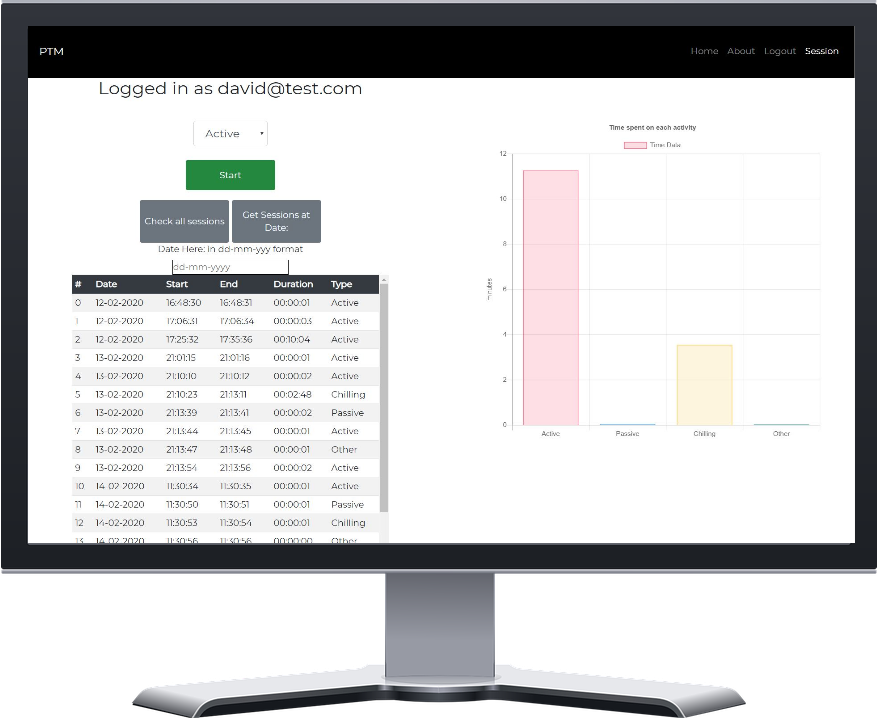 PTM
Home About Logout Session
Logged in as david@test.com
Active
Start
Check all sessions
Get Sessions at
Date:
Date Here: In dd-mm-yyy format
dd-mm-yyyy
# Date Start End Duration Type
0 12-02-2020 16:48:30 16:48:31 00:00:01 Active
1 12-02-2020 17:06:31 17:06:34 00:00:03 Active
2 12-02-2020 17:25:32 17:35:36 00:10:04 Active
3 13-02-2020 21:01:15 21:01:16 00:00:01 Active
4 13-02-2020 21:10:10 21:10:12 00:00:02 Active
5 13-02-2020 21:10:23 21:13:11 00:02:48 Chilling
6 13-02-2020 21:13:39 21:13:41 00:00:02 Passive
7 13-02-2020 21:13:44 21:13:45 00:00:01 Active
8 13-02-2020 21:13:47 21:13:48 00:00:01 Other
9 13-02-2020 21:13:54 21:13:56 00:00:02 Active
10 14-02-2020 11:30:34 11:30:35 00:00:01 Active
11 14-02-2020 11:30:50 11:30:51 00:00:01 Passive
12 14-02-2020 11:30:53 11:30:54 00:00:01 Chilling
13 14-02-2020 11:30:56 11:30:56 00:00:00 Other
Time spent on each activity
Time Data
minutes
12
10
8
6
4
2
0
Active Passive Chilling Other